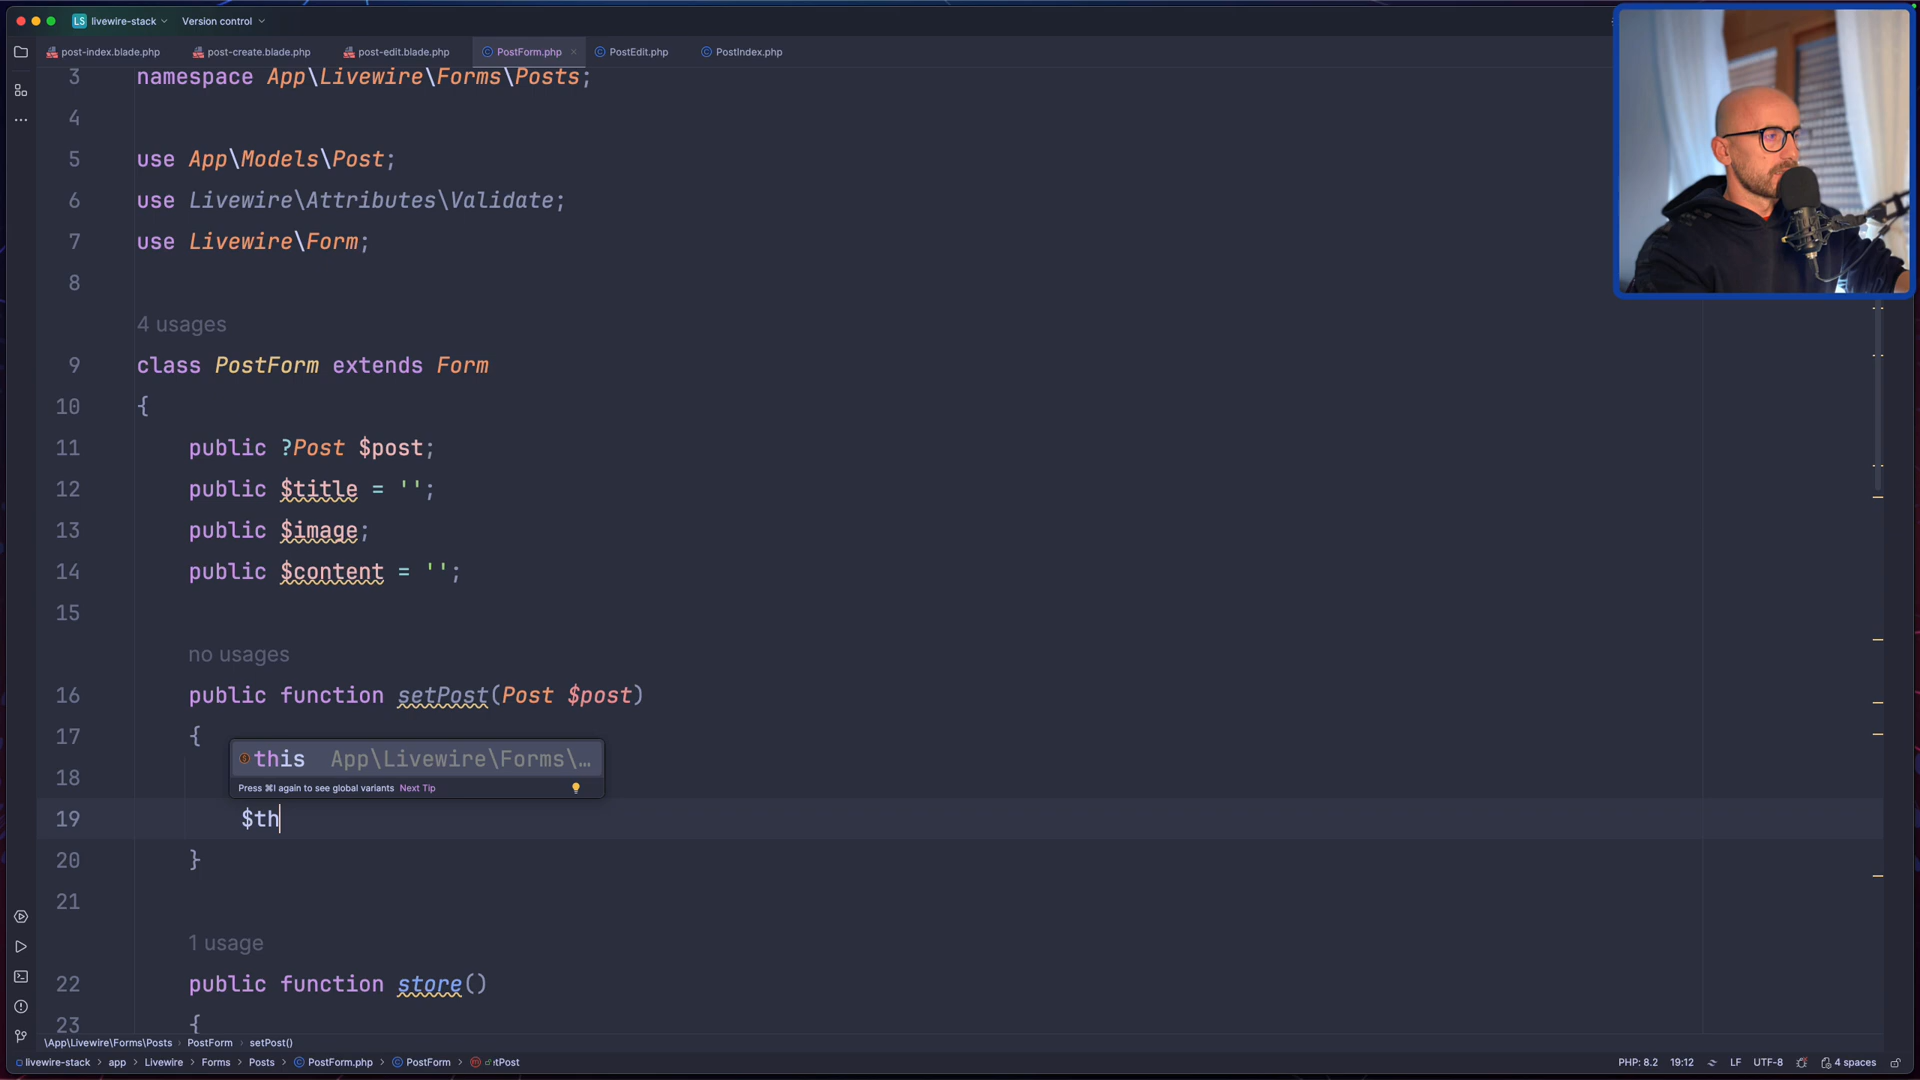 LS livewire-stack Version control
post-index.blade.php post-create.blade.php post-edit.blade.php PostForm.php PostEdit.php PostIndex.php
3 namespace App\Livewire\Forms\Posts;
4
5 use App\Models\Post;
6 use Livewire\Attributes\Validate;
7 use Livewire\Form;
8
4 usages
9 class PostForm extends Form
10 {
11 public ?Post $post;
12 public $title = '';
13 public $image;
14 public $content = '';
15
no usages
16 public function setPost(Post $post)
17 {
this App\Livewire\Forms\…
18
Press ⌘I again to see global variants Next Tip
19 $th
20 }
21
1 usage
22 public function store()
23 {
\App\Livewire\Forms\Posts PostForm setPost()
livewire-stack app Livewire Forms Posts PostForm.php PostForm PHP: 8.2 19:12 LF UTF-8 4 spaces